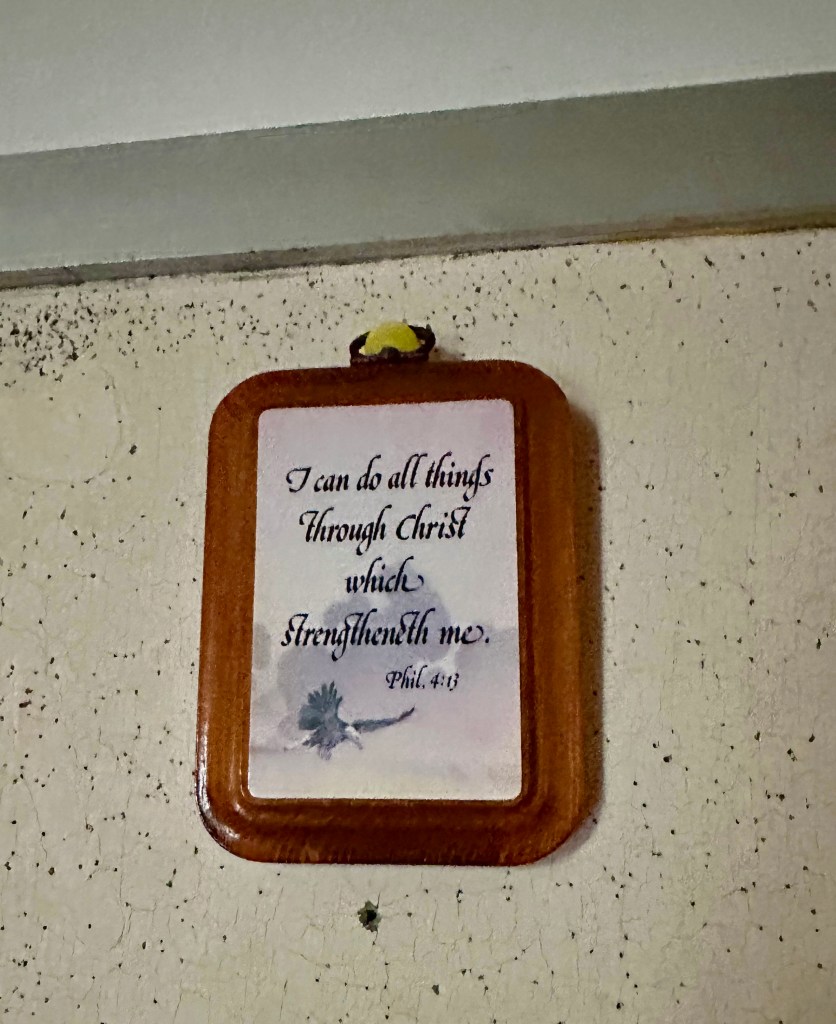 I can do all things
through Christ
which
strengtheneth me.
Phil. 4:13